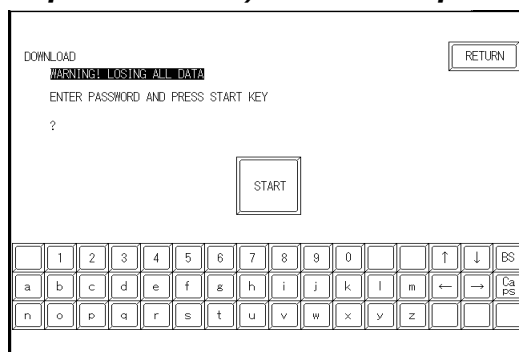 DOWNLOAD
RETURN
WARNING! LOSING ALL DATA
ENTER PASSWORD AND PRESS START KEY
?
START
1 2 3 4 5 6 7 8 9 0 ↑ ↓ BS
a b c d e f g h i j k l m ← → Ca ps
n o p q r s t u v w x y z